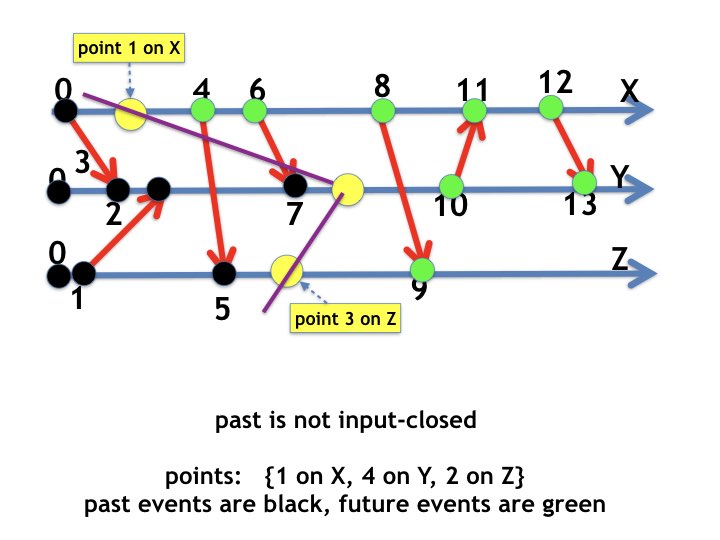 point 1 on X
0 4 6 8 11 12 X
0 3 2 7 10 13 Y
0 1 5 9 Z
point 3 on Z
past is not input-closed
points: {1 on X, 4 on Y, 2 on Z}
past events are black, future events are green